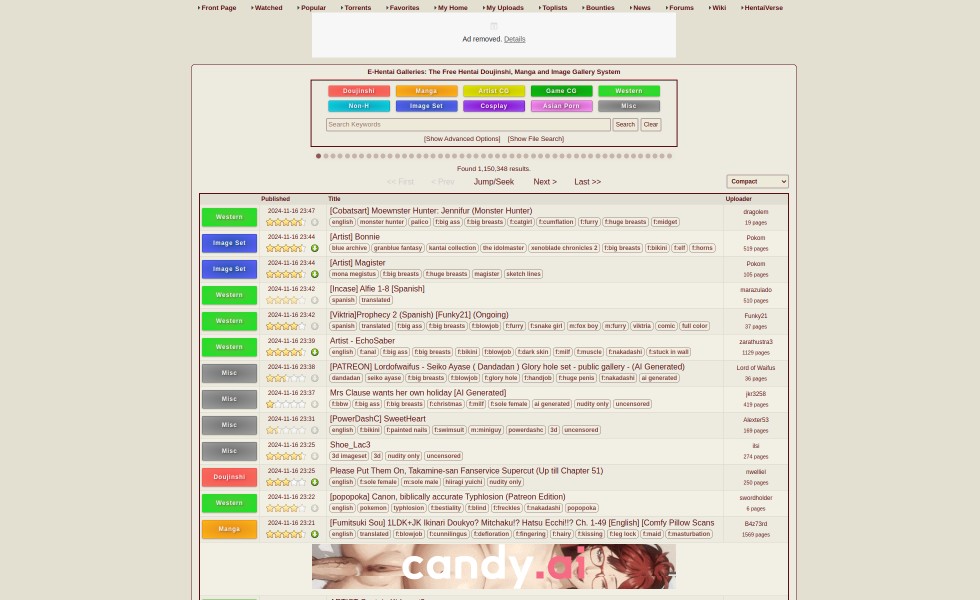 Front Page Watched Popular Torrents Favorites My Home My Uploads Toplists Bounties News Forums Wiki HentaiVerse
Ad removed. Details
E-Hentai Galleries: The Free Hentai Doujinshi, Manga and Image Gallery System
Doujinshi Manga Artist CG Game CG Western
Non-H Image Set Cosplay Asian Porn Misc
Search Keywords Search Clear
[Show Advanced Options] [Show File Search]
Found 1,150,348 results.
<< First < Prev Jump/Seek Next > Last >> Compact
Published Title Uploader
Western 2024-11-16 23:47 [Cobatsart] Moewnster Hunter: Jennifur (Monster Hunter) dragolem
english monster hunter palico f:big ass f:big breasts f:catgirl f:cumflation f:furry f:huge breasts f:midget 19 pages
Image Set 2024-11-16 23:44 [Artist] Bonnie Pokom
blue archive granblue fantasy kantai collection the idolmaster xenoblade chronicles 2 f:big breasts f:bikini f:elf f:horns 519 pages
Image Set 2024-11-16 23:44 [Artist] Magister Pokom
mona megistus f:big breasts f:huge breasts magister sketch lines 105 pages
Western 2024-11-16 23:42 [Incase] Alfie 1-8 [Spanish] marazulado
spanish translated 510 pages
Western 2024-11-16 23:42 [Viktria]Prophecy 2 (Spanish) [Funky21] (Ongoing) Funky21
spanish translated f:big ass f:big breasts f:blowjob f:furry f:snake girl m:fox boy m:furry viktria comic full color 37 pages
Western 2024-11-16 23:39 Artist - EchoSaber zarathustra3
english f:anal f:big ass f:big breasts f:bikini f:blowjob f:dark skin f:milf f:muscle f:nakadashi f:stuck in wall 1129 pages
Misc 2024-11-16 23:38 [PATREON] Lordofwaifus - Seiko Ayase ( Dandadan ) Glory hole set - public gallery - (AI Generated) Lord of Waifus
dandadan seiko ayase f:big breasts f:blowjob f:glory hole f:handjob f:huge penis f:nakadashi ai generated 36 pages
Misc 2024-11-16 23:37 Mrs Clause wants her own holiday [AI Generated] jkr3258
f:bbw f:big ass f:big breasts f:christmas f:milf f:sole female ai generated nudity only uncensored 419 pages
Misc 2024-11-16 23:31 [PowerDashC] SweetHeart Alexter53
english f:bikini f:painted nails f:swimsuit m:miniguy powerdashc 3d uncensored 169 pages
Misc 2024-11-16 23:25 Shoe_Lac3
3d imageset 3d nudity only uncensored 274 pages
Doujinshi 2024-11-16 23:25 Please Put Them On, Takamine-san Fanservice Supercut (Up till Chapter 51) nwelliel
english f:sole female m:sole male hiiragi yuichi nudity only 250 pages
Western 2024-11-16 23:22 [popopoka] Canon, biblically accurate Typhlosion (Patreon Edition) swordholder
english pokemon typhlosion f:bestiality f:blind f:freckles f:nakadashi popopoka 6 pages
Manga 2024-11-16 23:21 [Fumitsuki Sou] 1LDK+JK Ikinari Doukyo? Mitchaku!? Hatsu Ecchi!!? Ch. 1-49 [English] [Comfy Pillow Scans B4z73rd
english translated f:blowjob f:cunnilingus f:defloration f:fingering f:hairy f:kissing f:leg lock f:maid f:masturbation 1569 pages
candy.ai